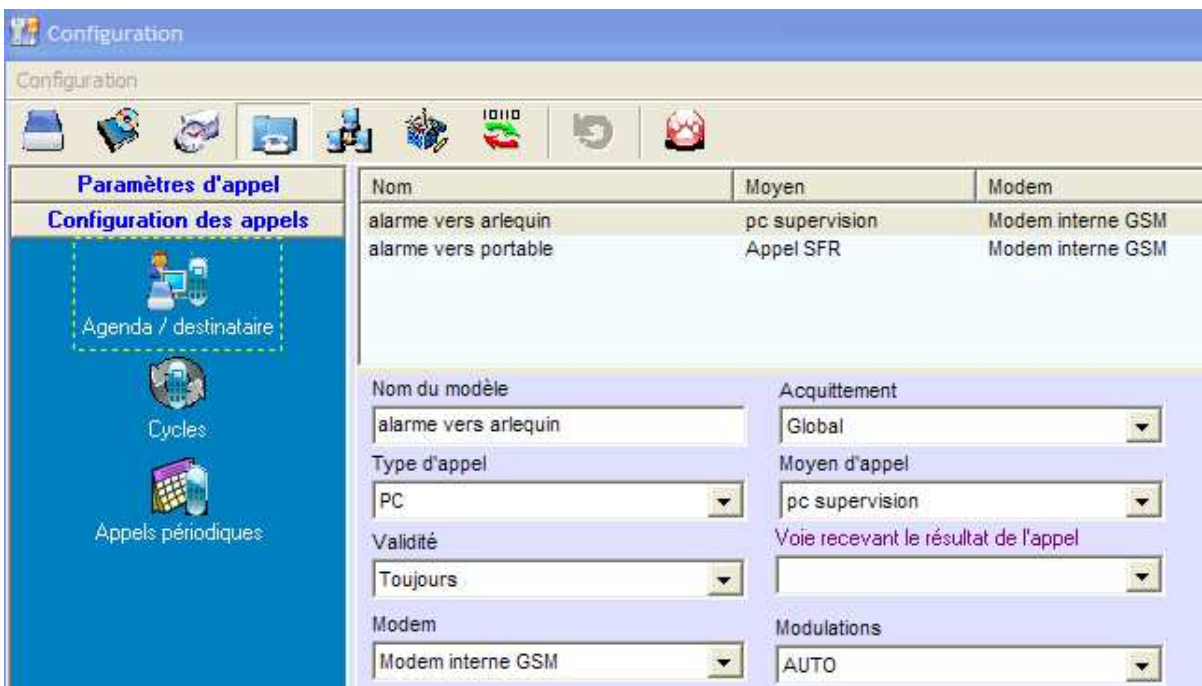 Configuration
Configuration
10110
Paramètres d'appel
Configuration des appels
Agenda / destinataire
Cycles
Appels périodiques
Nom Moyen Modem
alarme vers arlequin pc supervision Modem interne GSM
alarme vers portable Appel SFR Modem interne GSM
Nom du modèle Acquittement
alarme vers arlequin Global
Type d'appel Moyen d'appel
PC pc supervision
Validité Voie recevant le résultat de l'appel
Toujours
Modem Modulations
Modem interne GSM AUTO